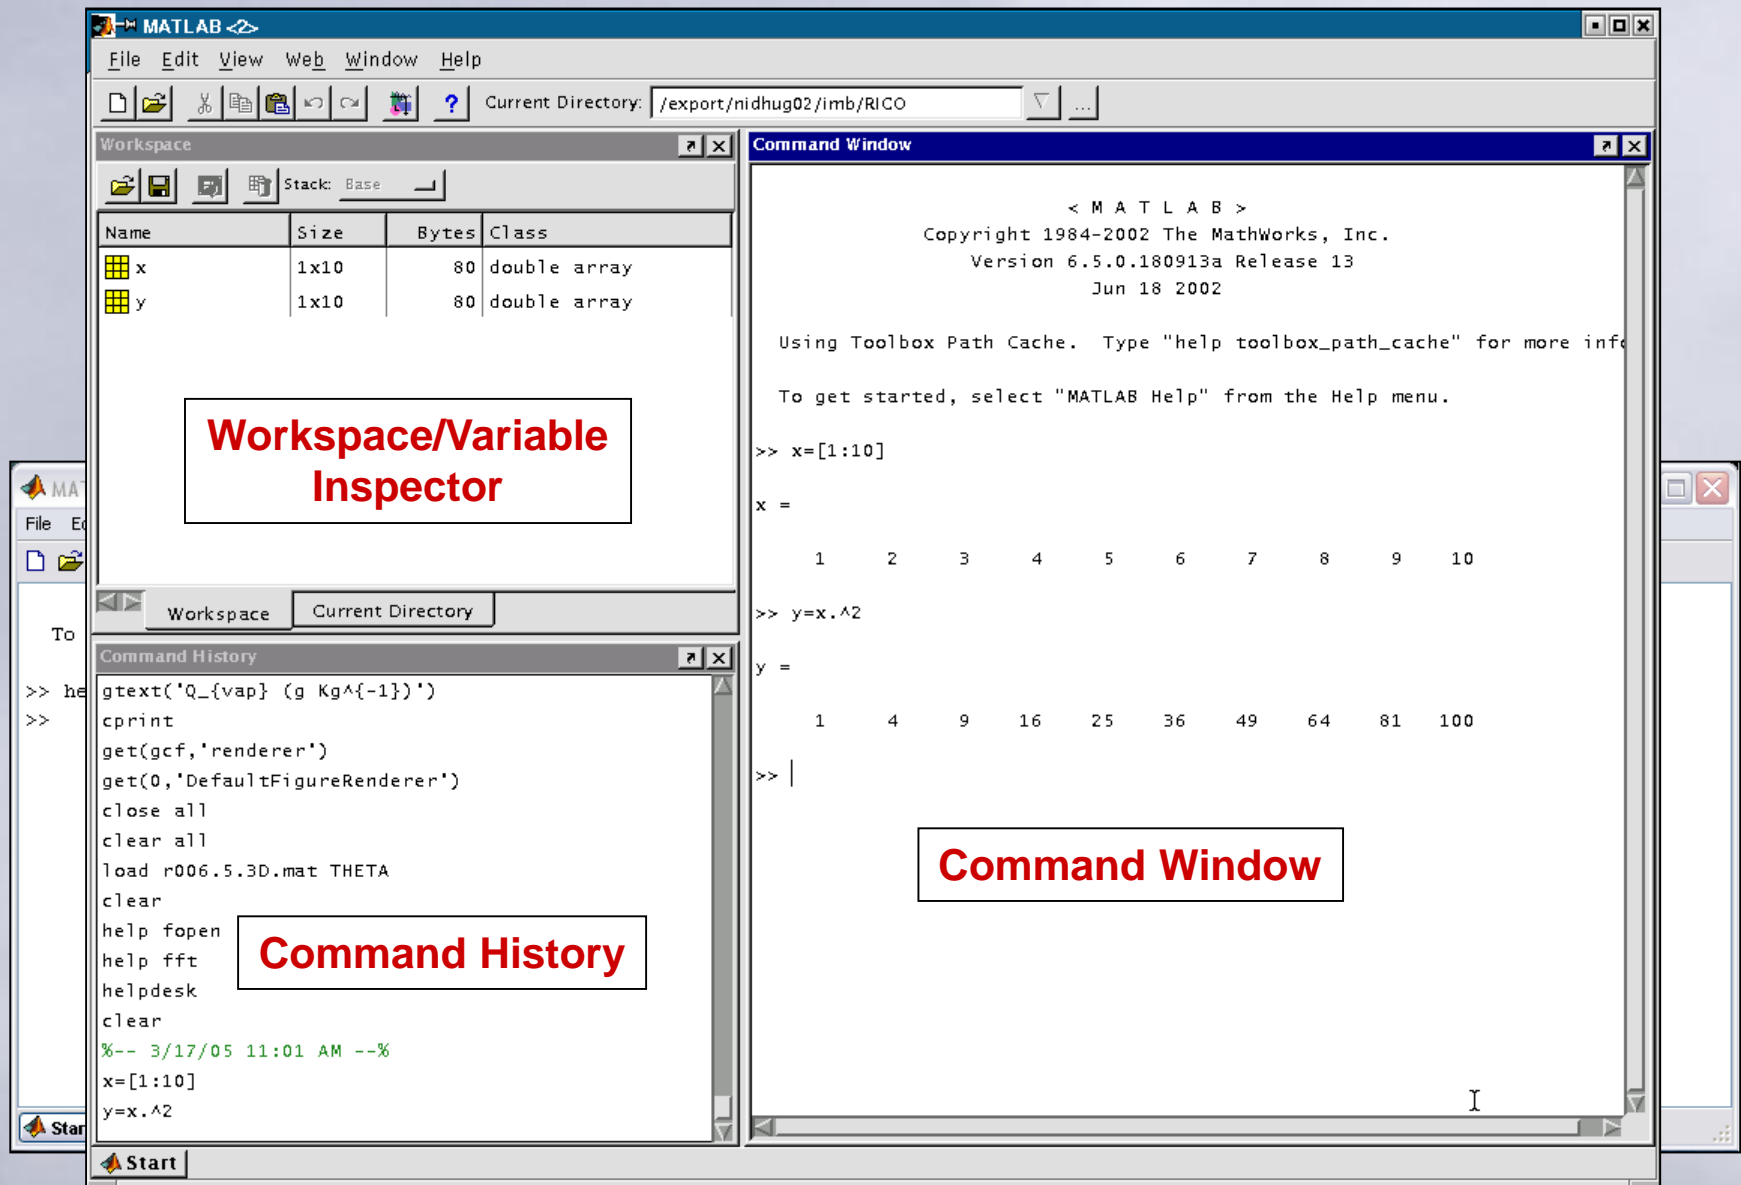 MATLAB <2>
File Edit View Web Window Help
Current Directory: /export/nidhug02/imb/RICO ...
Workspace
Stack: Base
Name Size Bytes Class
x 1x10 80 double array
y 1x10 80 double array
Workspace/Variable
Inspector
Workspace Current Directory
Command History
gtext('Q_{vap} (g Kg^{-1})')
cprint
get(gcf,'renderer')
get(0,'DefaultFigureRenderer')
close all
clear all
load r006.5.3D.mat THETA
clear
help fopen
help fft
helpdesk
clear
%-- 3/17/05 11:01 AM --%
x=[1:10]
y=x.^2
Command History
Start
Command Window
< M A T L A B >
Copyright 1984-2002 The MathWorks, Inc.
Version 6.5.0.180913a Release 13
Jun 18 2002
Using Toolbox Path Cache. Type "help toolbox_path_cache" for more info
To get started, select "MATLAB Help" from the Help menu.
>> x=[1:10]
x =
1 2 3 4 5 6 7 8 9 10
>> y=x.^2
y =
1 4 9 16 25 36 49 64 81 100
>>
Command Window
MAT
File Ed
To
>> he
>>
Star